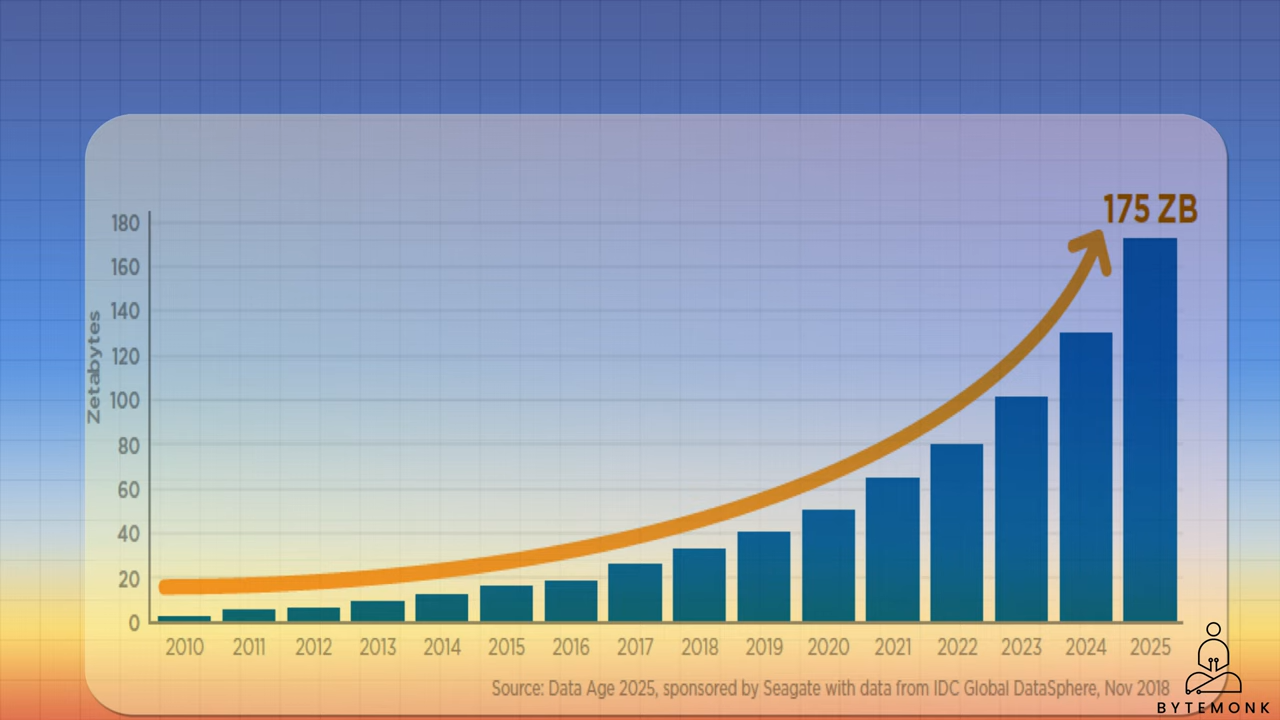 175 ZB
180
160
140
120
100
80
60
40
20
0
Zetabytes
2010 2011 2012 2013 2014 2015 2016 2017 2018 2019 2020 2021 2022 2023 2024 2025
Source: Data Age 2025, sponsored by Seagate with data from IDC Global DataSphere, Nov 2018
BYTEMONK